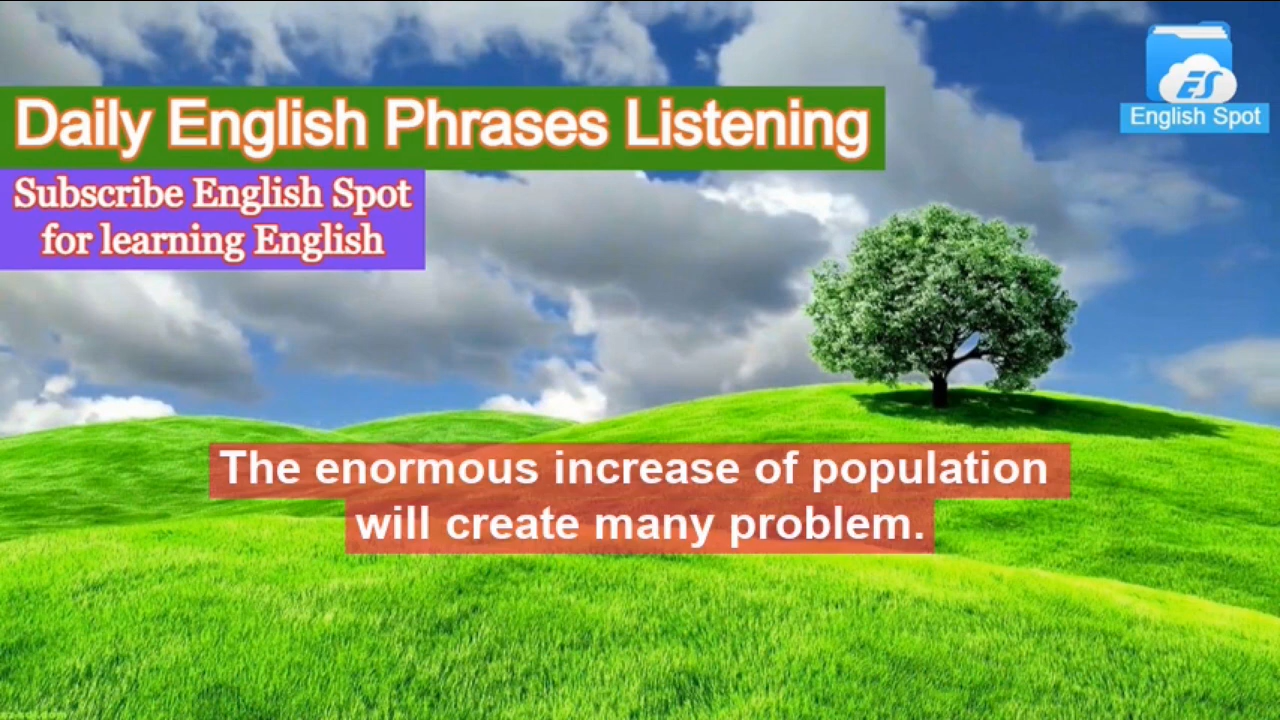 Daily English Phrases Listening
Subscribe English Spot
for learning English
ES
English Spot
The enormous increase of population
will create many problem.